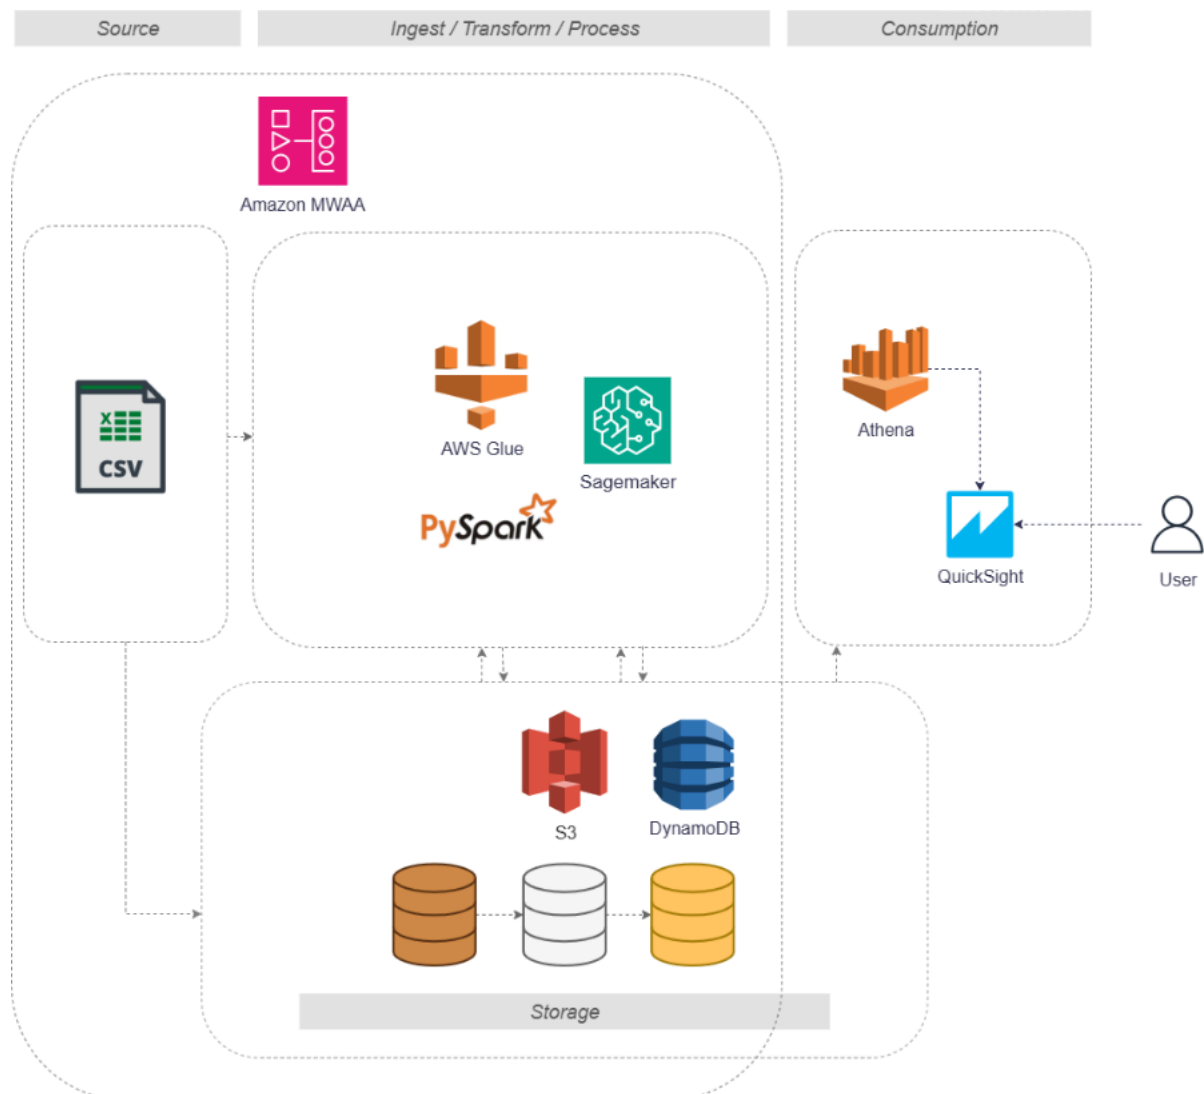 Source
Ingest / Transform / Process
Consumption
Amazon MWAA
X
CSV
AWS Glue
Sagemaker
PySpark
Athena
QuickSight
User
S3
DynamoDB
Storage